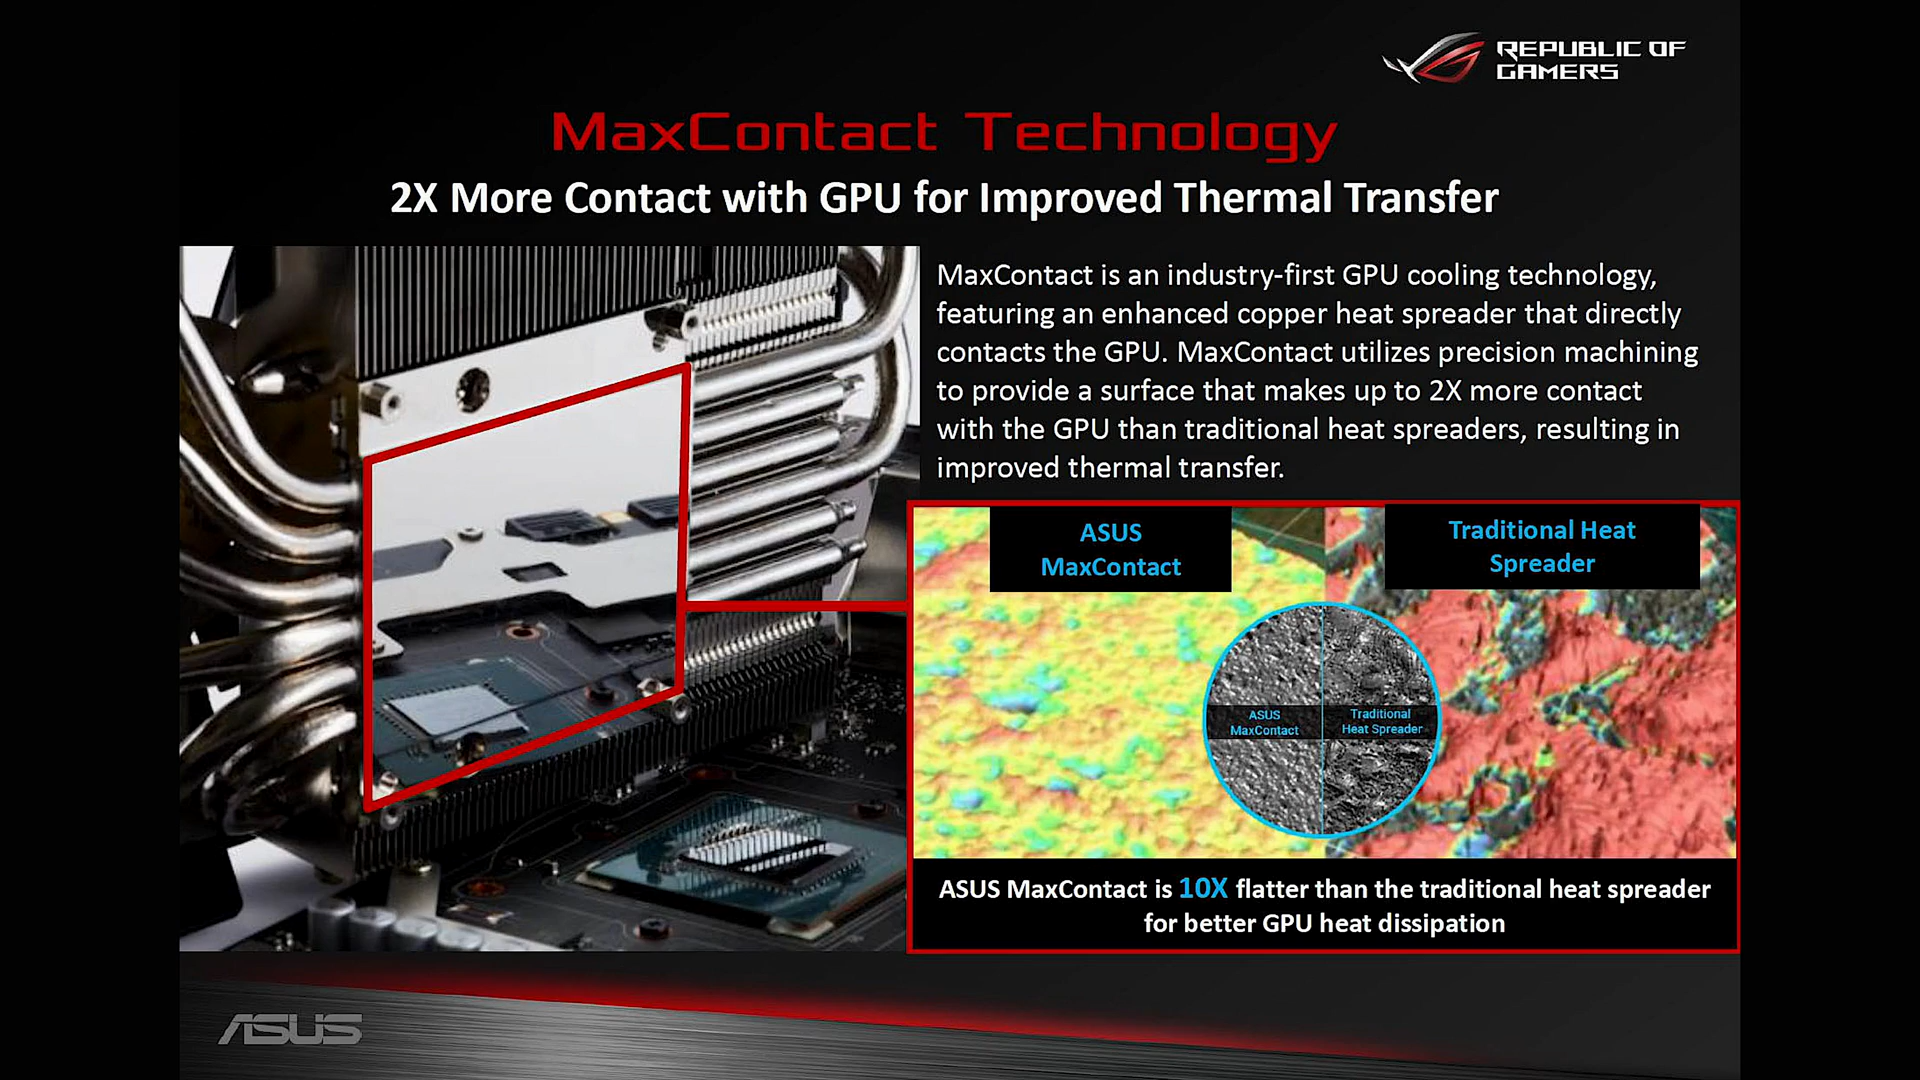 REPUBLIC OF
GAMERS
MaxContact Technology
2X More Contact with GPU for Improved Thermal Transfer
MaxContact is an industry-first GPU cooling technology,
featuring an enhanced copper heat spreader that directly
contacts the GPU. MaxContact utilizes precision machining
to provide a surface that makes up to 2X more contact
with the GPU than traditional heat spreaders, resulting in
improved thermal transfer.
ASUS
MaxContact
Traditional Heat
Spreader
ASUS
MaxContact
Traditional
Heat Spreader
ASUS MaxContact is 10X flatter than the traditional heat spreader
for better GPU heat dissipation
ASUS